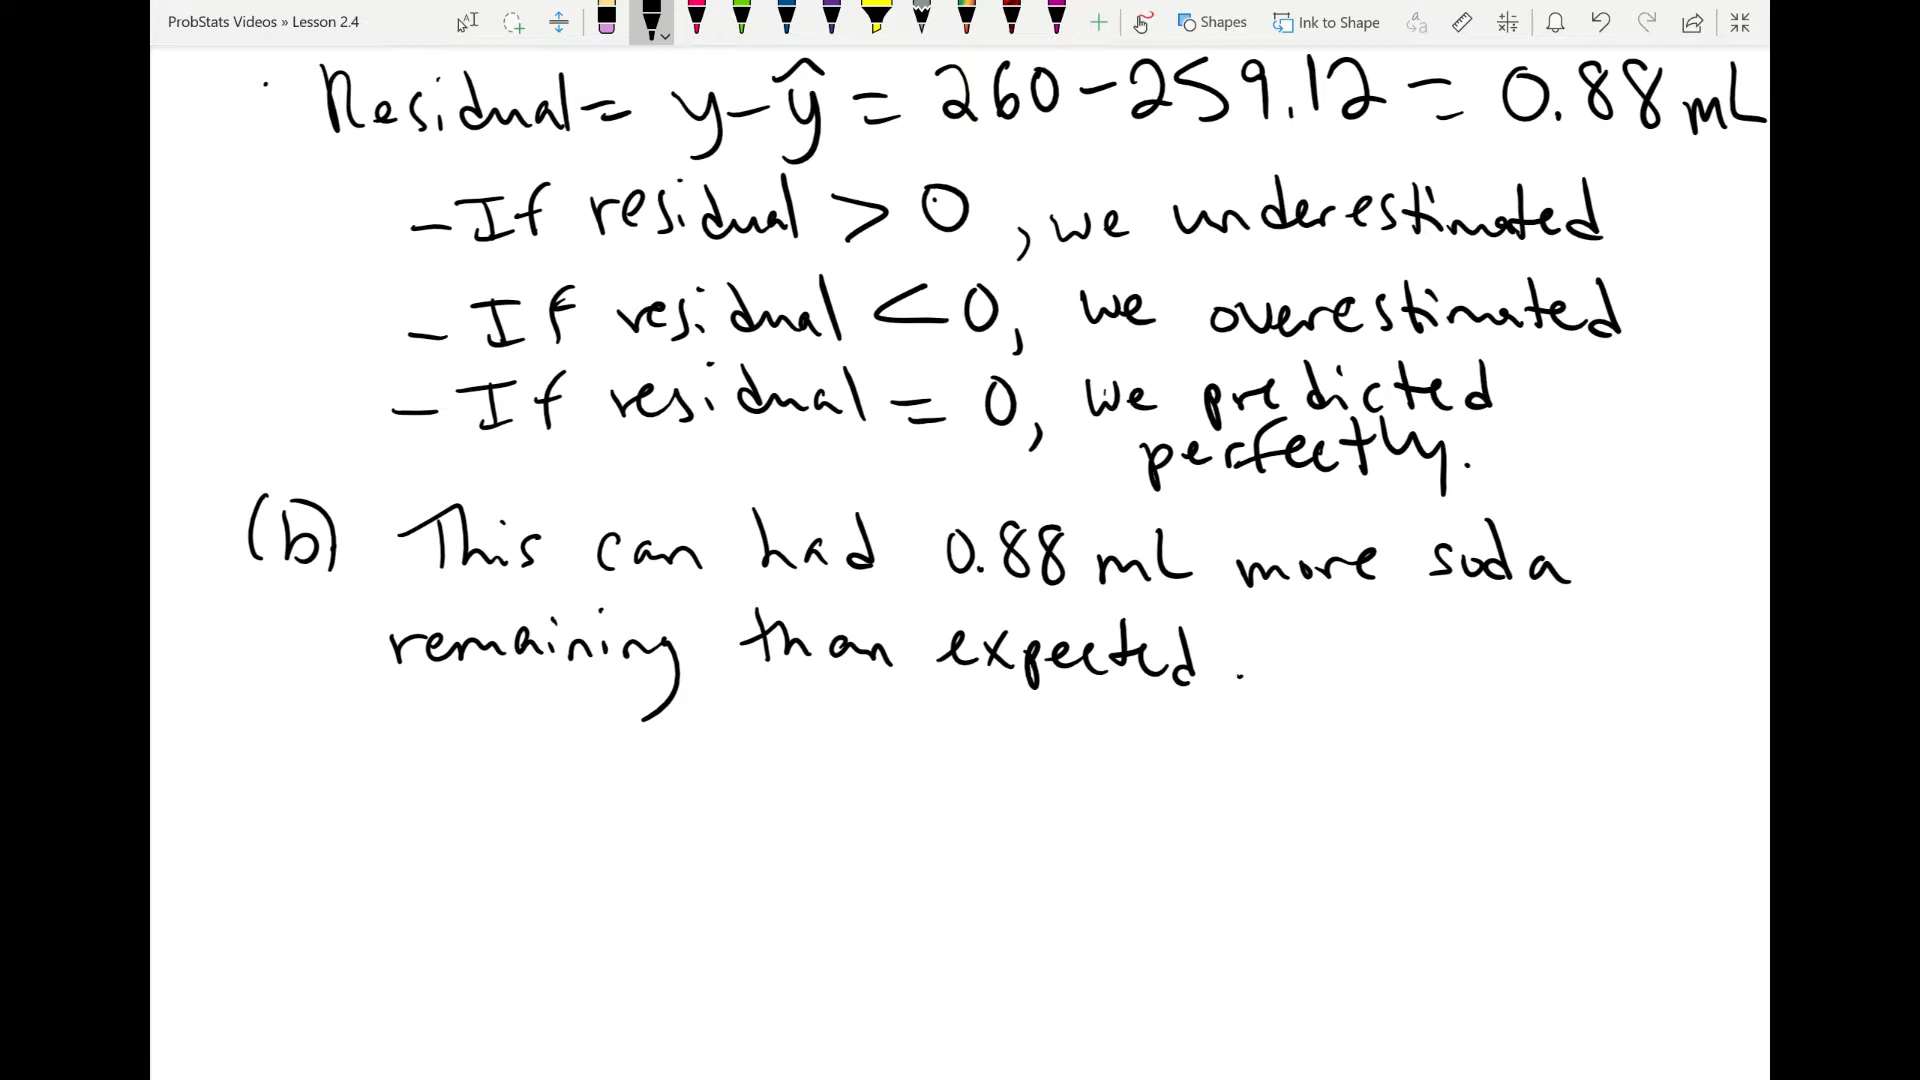 ProbStats Videos » Lesson 2.4 Shapes Ink to Shape
Residual = y - ŷ = 260 - 259.12 = 0.88 mL
- If residual > 0, we underestimated
- If residual < 0, we overestimated
- If residual = 0, we predicted
perfectly.
(b) This can had 0.88 mL more soda
remaining than expected.